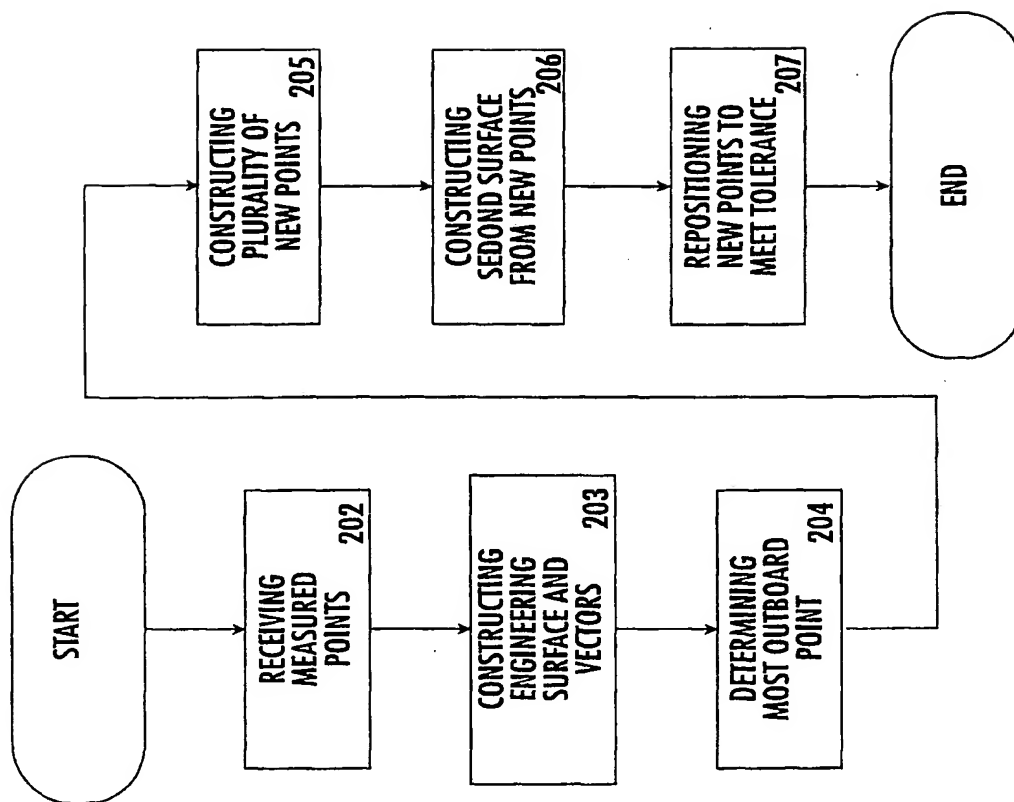 START
RECEIVING
MEASURED
POINTS
202
CONSTRUCTING
ENGINEERING
SURFACE AND
VECTORS
203
DETERMINING
MOST OUTBOARD
POINT
204
CONSTRUCTING
PLURALITY OF
NEW POINTS
205
CONSTRUCTING
SEDOND SURFACE
FROM NEW POINTS
206
REPOSITIONING
NEW POINTS TO
MEET TOLERANCE
207
END